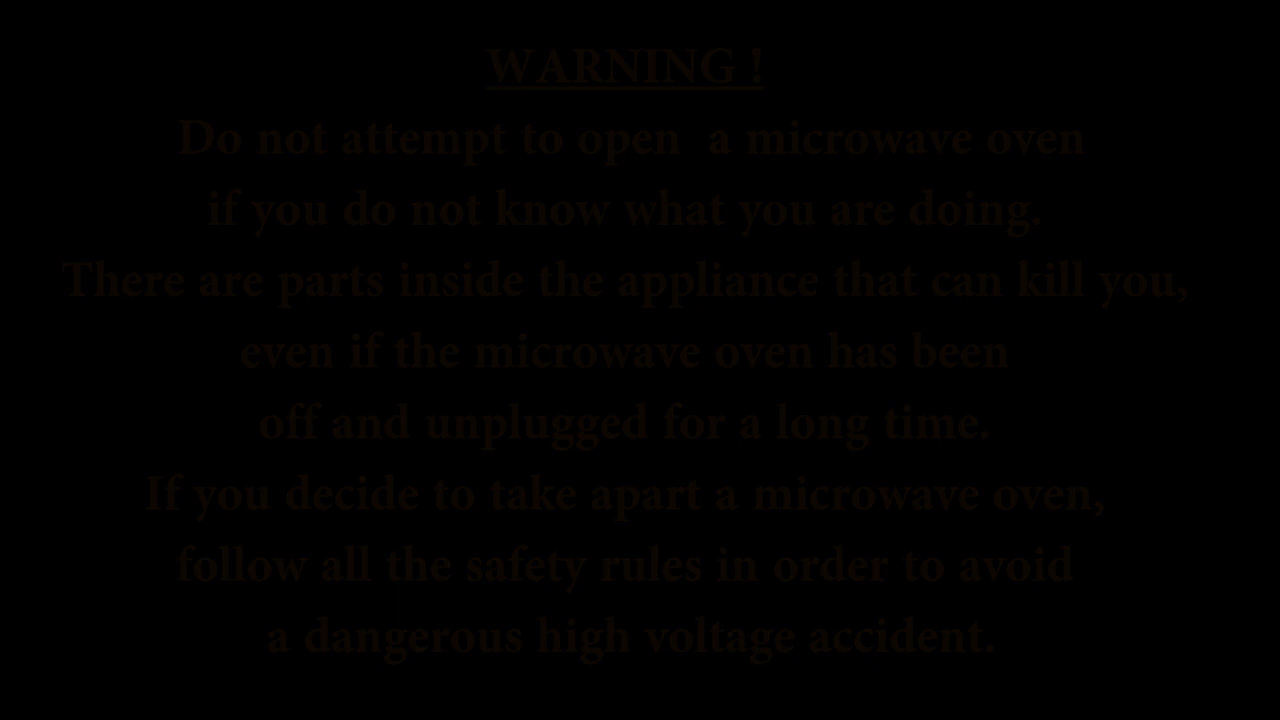 WARNING !
Do not attempt to open  a microwave oven
if you do not know what you are doing.
There are parts inside the appliance that can kill you,
even if the microwave oven has been
off and unplugged for a long time.
If you decide to take apart a microwave oven,
follow all the safety rules in order to avoid
a dangerous high voltage accident.